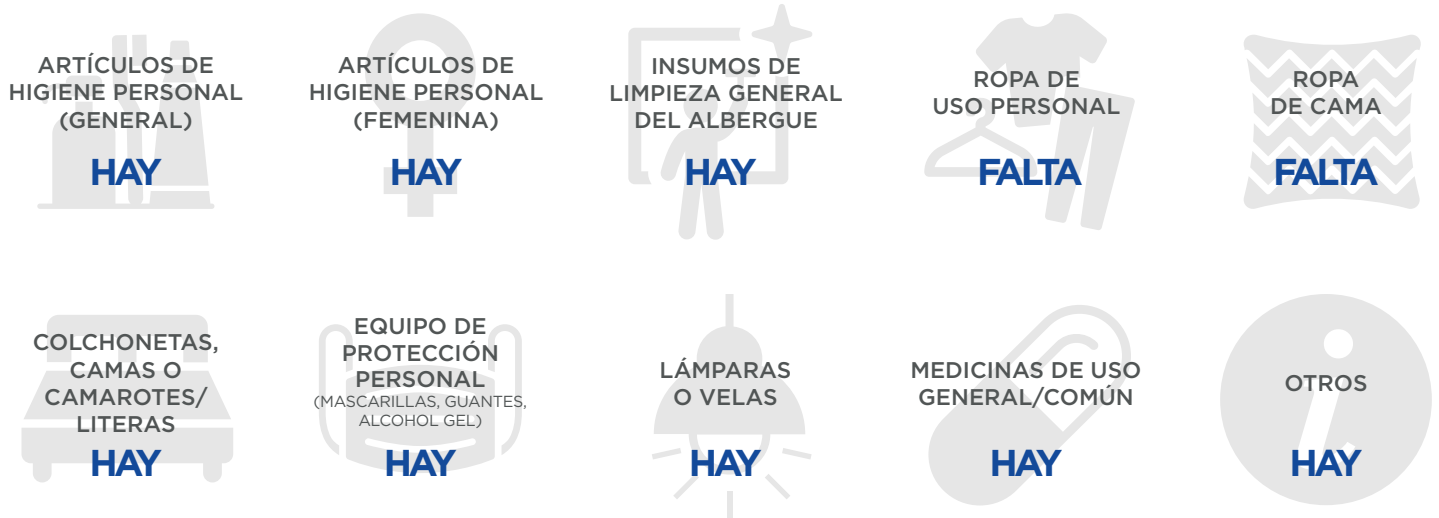 ARTÍCULOS DE
HIGIENE PERSONAL
(GENERAL)
HAY
ARTÍCULOS DE
HIGIENE PERSONAL
(FEMENINA)
HAY
INSUMOS DE
LIMPIEZA GENERAL
DEL ALBERGUE
HAY
ROPA DE
USO PERSONAL
FALTA
ROPA
DE CAMA
FALTA
COLCHONETAS,
CAMAS O
CAMAROTES/
LITERAS
HAY
EQUIPO DE
PROTECCIÓN
PERSONAL
(MASCARILLAS, GUANTES,
ALCOHOL GEL)
HAY
LÁMPARAS
O VELAS
HAY
MEDICINAS DE USO
GENERAL/COMÚN
HAY
OTROS
HAY